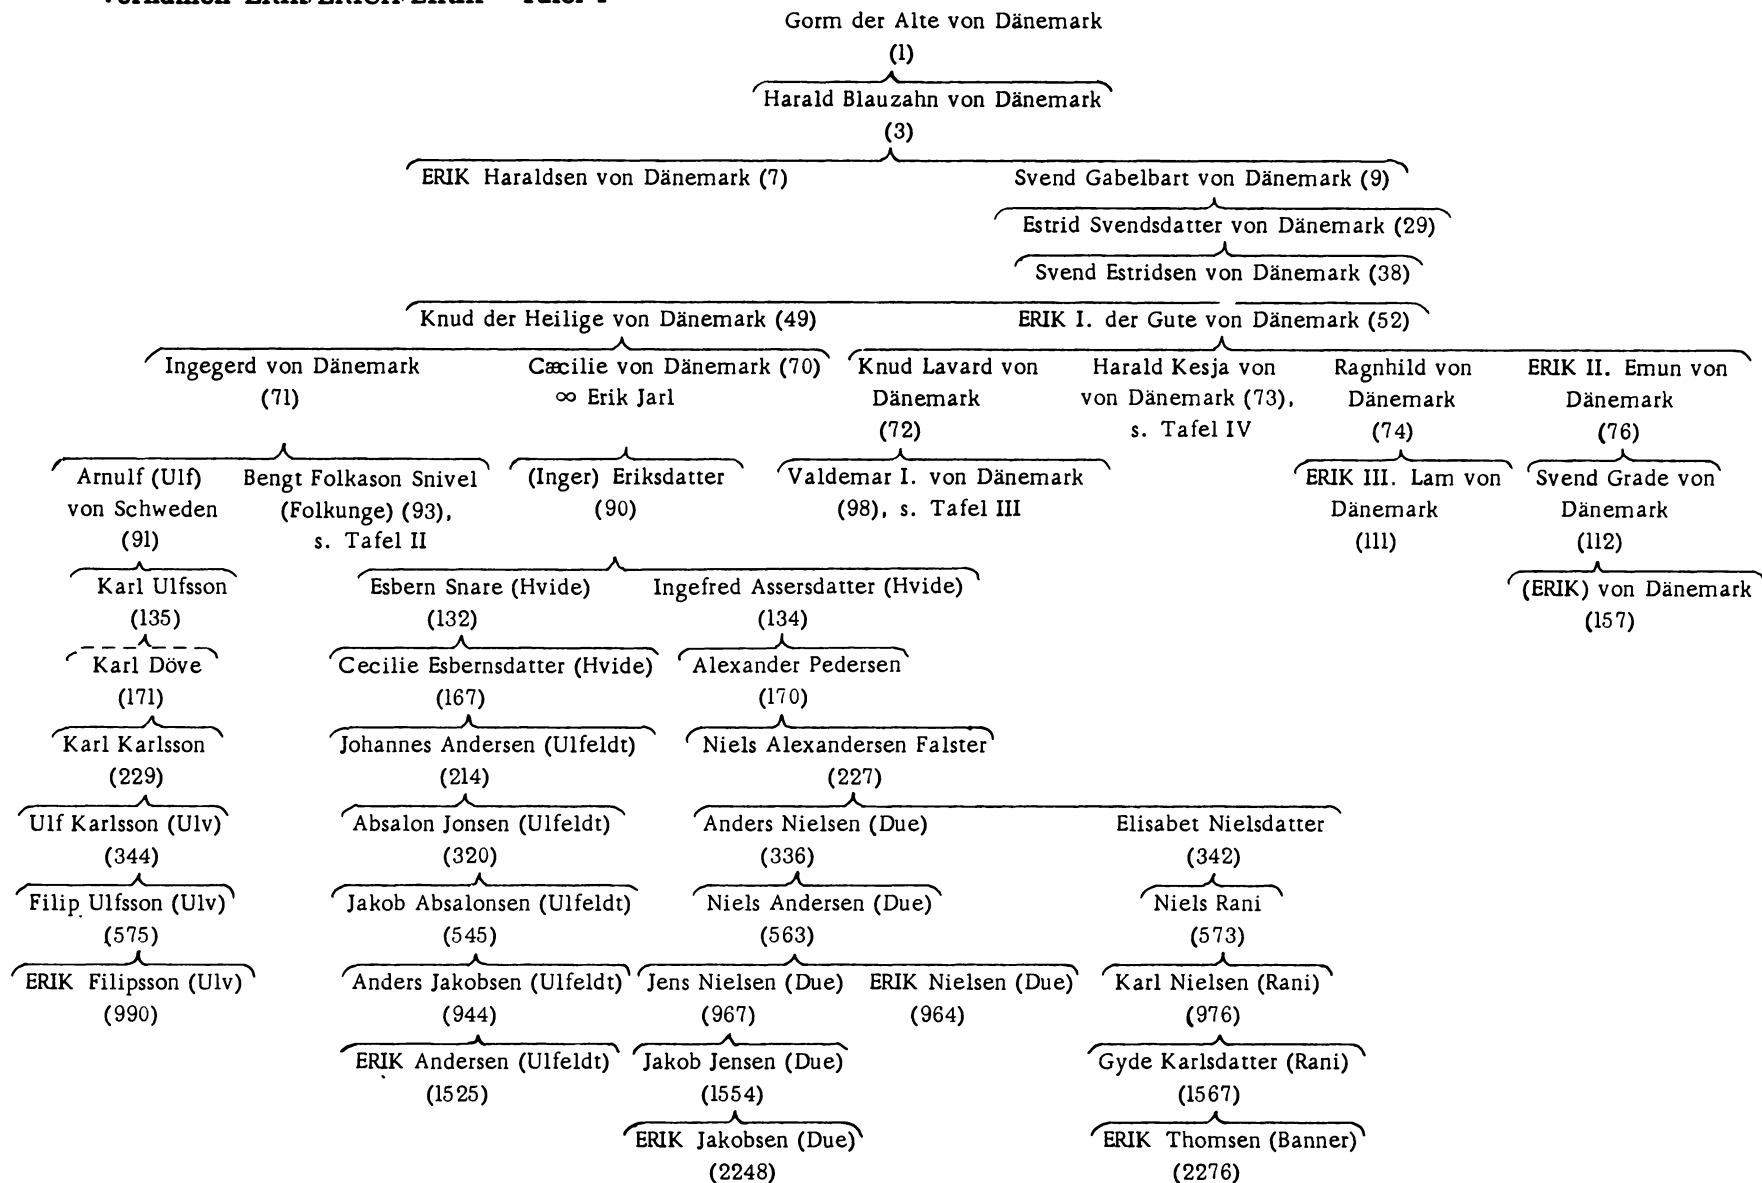 Gorm der Alte von Dänemark
(1)
Harald Blauzahn von Dänemark
(3)
ERIK Haraldsen von Dänemark (7) Svend Gabelbart von Dänemark (9)
Estrid Svendsdatter von Dänemark (29)
Svend Estridsen von Dänemark (38)
Knud der Heilige von Dänemark (49) ERIK I. der Gute von Dänemark (52)
Ingegerd von Dänemark Cæcilie von Dänemark (70) Knud Lavard von Harald Kesja von Ragnhild von ERIK II. Emun von
(71) ∞ Erik Jarl Dänemark von Dänemark (73), Dänemark Dänemark
(72) s. Tafel IV (74) (76)
Arnulf (Ulf) Bengt Folkason Snivel (Inger) Eriksdatter Valdemar I. von Dänemark ERIK III. Lam von Svend Grade von
von Schweden (Folkunge) (93), (90) (98), s. Tafel III Dänemark Dänemark
(91) s. Tafel II (111) (112)
Karl Ulfsson Esbern Snare (Hvide) Ingefred Assersdatter (Hvide) (ERIK) von Dänemark
(135) (132) (134) (157)
Karl Döve Cecilie Esbernsdatter (Hvide) Alexander Pedersen
(171) (167) (170)
Karl Karlsson Johannes Andersen (Ulfeldt) Niels Alexandersen Falster
(229) (214) (227)
Ulf Karlsson (Ulv) Absalon Jonsen (Ulfeldt) Anders Nielsen (Due) Elisabet Nielsdatter
(344) (320) (336) (342)
Filip Ulfsson (Ulv) Jakob Absalonsen (Ulfeldt) Niels Andersen (Due) Niels Rani
(575) (545) (563) (573)
ERIK Filipsson (Ulv) Anders Jakobsen (Ulfeldt) Jens Nielsen (Due) ERIK Nielsen (Due) Karl Nielsen (Rani)
(990) (944) (967) (964) (976)
ERIK Andersen (Ulfeldt) Jakob Jensen (Due) Gyde Karlsdatter (Rani)
(1525) (1554) (1567)
ERIK Jakobsen (Due) ERIK Thomsen (Banner)
(2248) (2276)